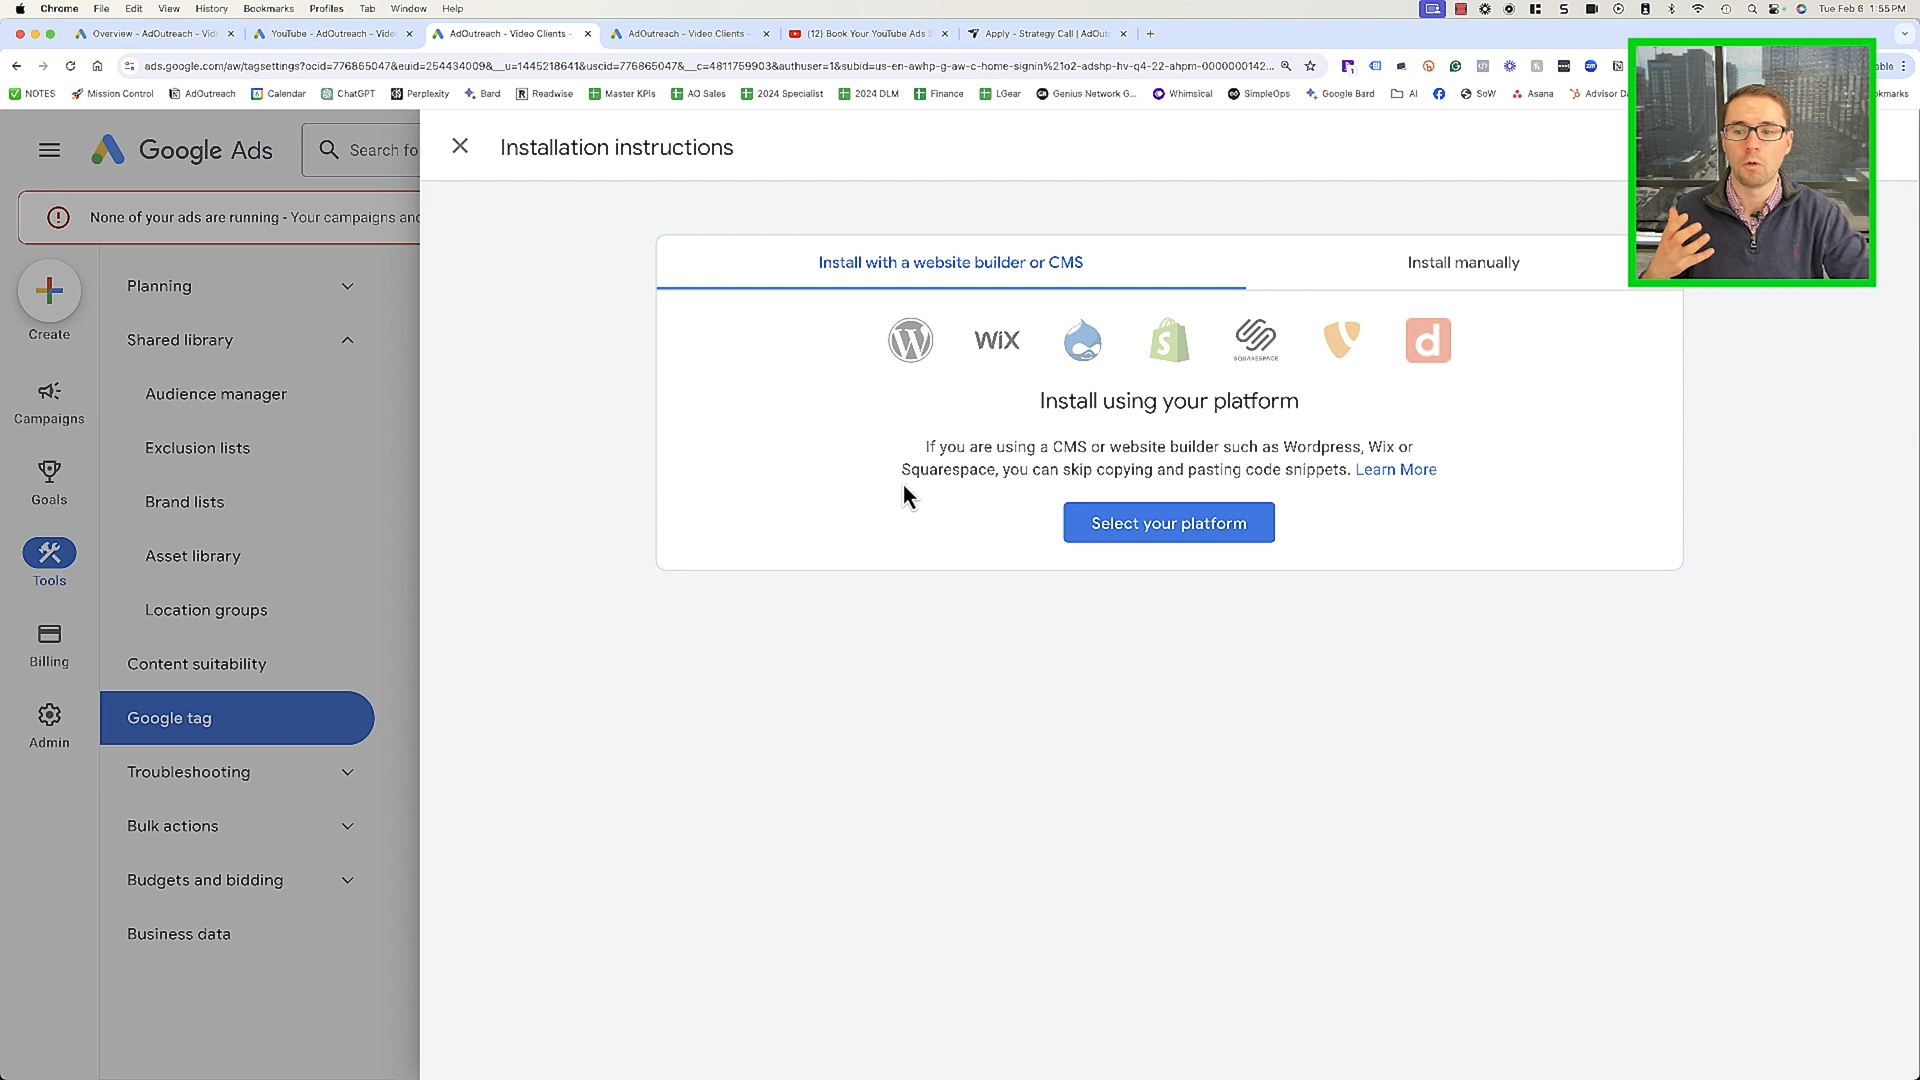 Chrome File Edit View History Bookmarks Profiles Tab Window Help Tue Feb 6 1:55PM
Overview - AdOutreach - Vide
YouTube - AdOutreach - Vide
AdOutreach - Video Clients -
AdOutreach - Video Clients -
(12) Book Your YouTube Ads S
Apply - Strategy Call | AdOut
ads.google.com/aw/tagsettings?ocid=776865047&euid=254434009&__u=1445218641&uscid=776865047&__c=4811759903&authuser=1&subid=us-en-awhp-g-aw-c-home-signin%21o2-adshp-hv-q4-22-ahpm-0000000142...
NOTES Mission Control AdOutreach Calendar ChatGPT Perplexity Bard Readwise Master KPIs AO Sales 2024 Specialist 2024 DLM Finance LGear Genius Network G... Whimsical SimpleOps Google Bard AI SoW Asana Advisor Da
Google Ads
Search fo
None of your ads are running - Your campaigns and
Create
Campaigns
Goals
Tools
Billing
Admin
Planning
Shared library
Audience manager
Exclusion lists
Brand lists
Asset library
Location groups
Content suitability
Google tag
Troubleshooting
Bulk actions
Budgets and bidding
Business data
Installation instructions
Install with a website builder or CMS
Install manually
WiX
SQUARESPACE
Install using your platform
If you are using a CMS or website builder such as Wordpress, Wix or
Squarespace, you can skip copying and pasting code snippets. Learn More
Select your platform